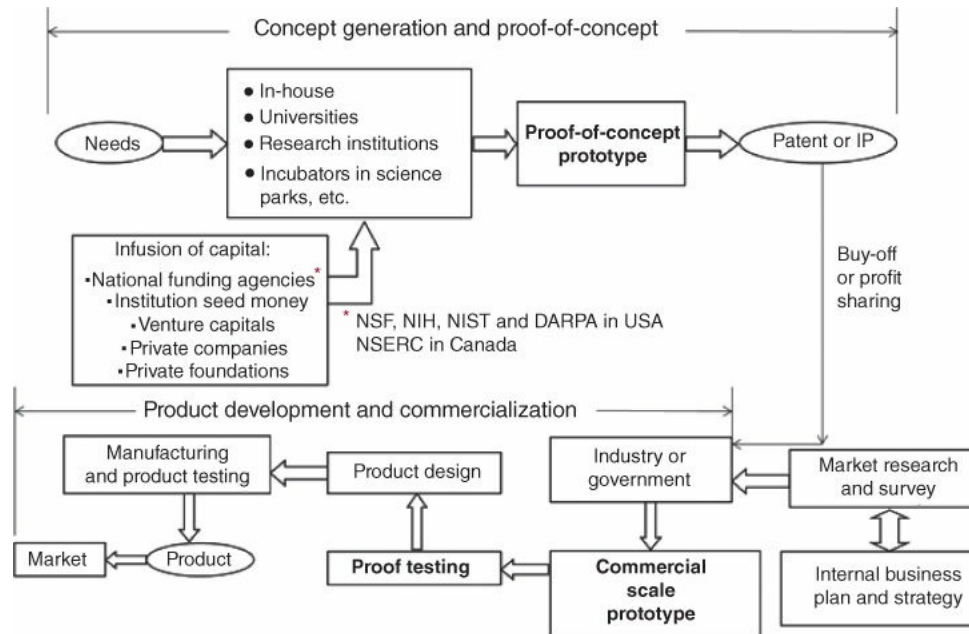 Concept generation and proof-of-concept
Needs
● In-house
● Universities
● Research institutions
● Incubators in science
parks, etc.
Proof-of-concept
prototype
Patent or IP
Infusion of capital:
▪National funding agencies*
▪Institution seed money
▪Venture capitals
▪Private companies
▪Private foundations
* NSF, NIH, NIST and DARPA in USA
NSERC in Canada
Buy-off
or profit
sharing
Product development and commercialization
Manufacturing
and product testing
Product design
Industry or
government
Market research
and survey
Market
Product
Proof testing
Commercial
scale
prototype
Internal business
plan and strategy